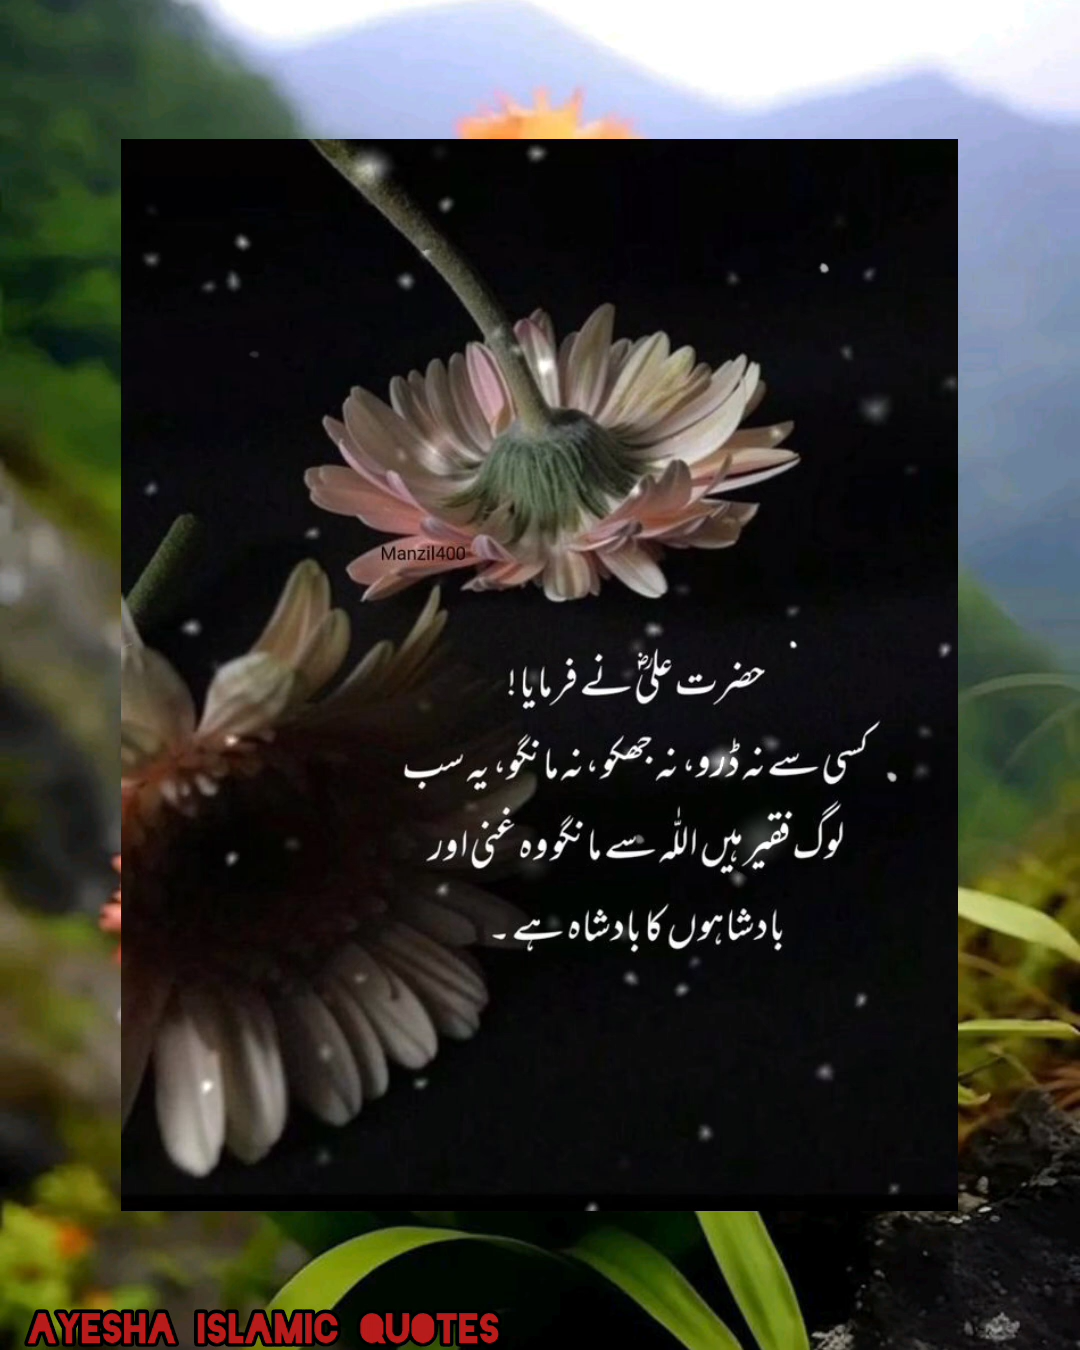 Manzil400
حضرت علیؓ نے فرمایا!
کسی سے نہ ڈرو، نہ جھکو، نہ مانگو، یہ سب
لوگ فقیر ہیں اللہ سے مانگو وہ غنی اور
بادشاہوں کا بادشاہ ہے ۔
AYESHA ISLAMIC QUOTES